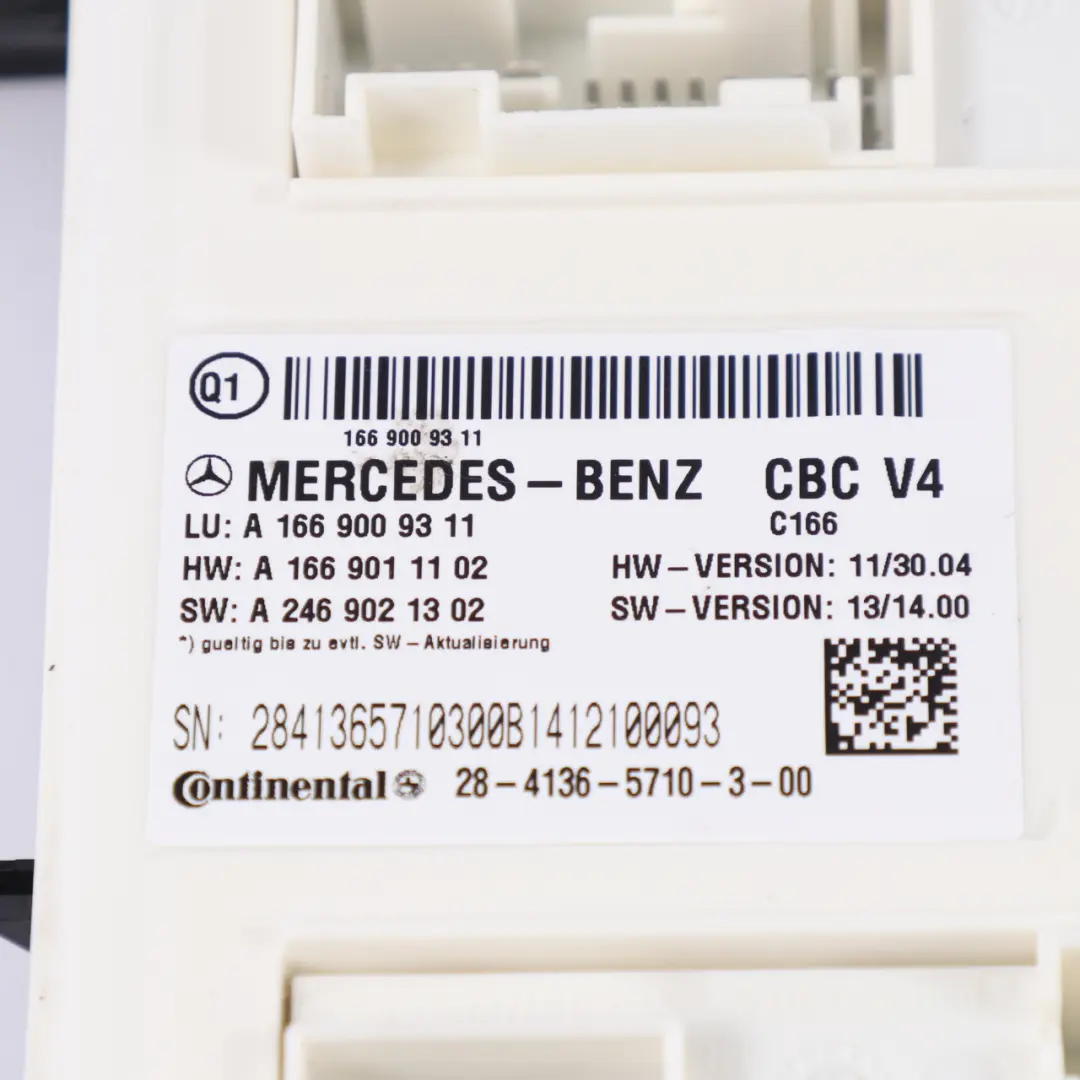 Q1
166 900 93 11
MERCEDES-BENZ CBC V4
LU: A 166 900 93 11 C166
HW: A 166 901 11 02 HW-VERSION: 11/30.04
SW: A 246 902 13 02 SW-VERSION: 13/14.00
*) gueltig bis zu evtl. SW-Aktualisierung
SN: 2841365710300B1412100093
Continental 28-4136-5710-3-00